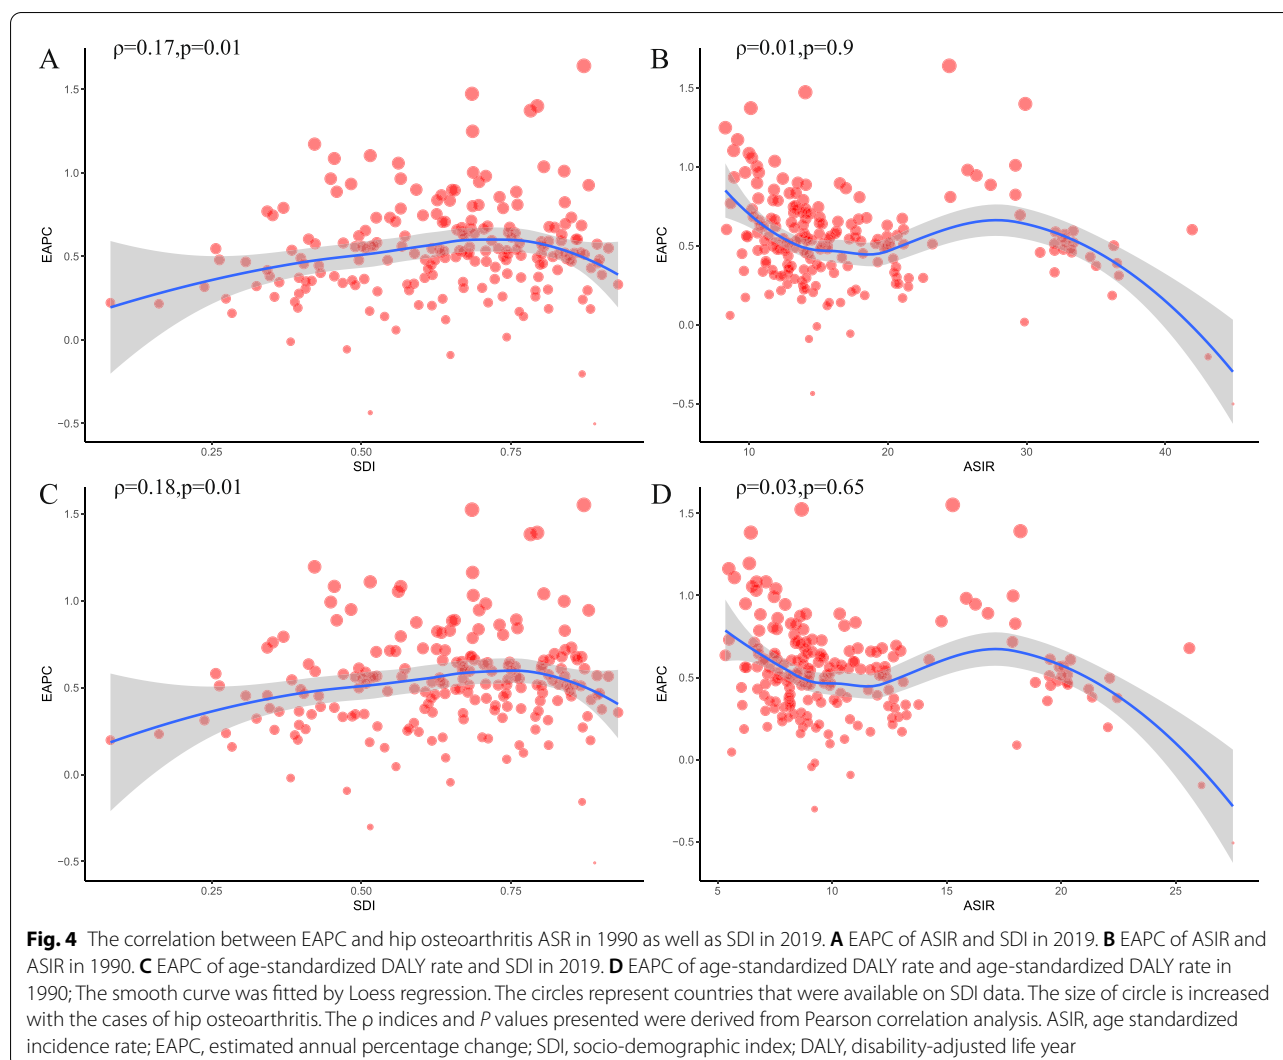 A
ρ=0.17,p=0.01
1.5
1.0
0.5
0.0
−0.5
EAPC
0.25
0.50
0.75
SDI
B
ρ=0.01,p=0.9
1.5
1.0
0.5
0.0
−0.5
EAPC
10
20
30
40
ASIR
C
ρ=0.18,p=0.01
1.5
1.0
0.5
0.0
−0.5
EAPC
0.25
0.50
0.75
SDI
D
ρ=0.03,p=0.65
1.5
1.0
0.5
0.0
−0.5
EAPC
5
10
15
20
25
ASIR
Fig. 4 The correlation between EAPC and hip osteoarthritis ASR in 1990 as well as SDI in 2019. A EAPC of ASIR and SDI in 2019. B EAPC of ASIR and
ASIR in 1990. C EAPC of age-standardized DALY rate and SDI in 2019. D EAPC of age-standardized DALY rate and age-standardized DALY rate in
1990; The smooth curve was fitted by Loess regression. The circles represent countries that were available on SDI data. The size of circle is increased
with the cases of hip osteoarthritis. The ρ indices and P values presented were derived from Pearson correlation analysis. ASIR, age standardized
incidence rate; EAPC, estimated annual percentage change; SDI, socio-demographic index; DALY, disability-adjusted life year